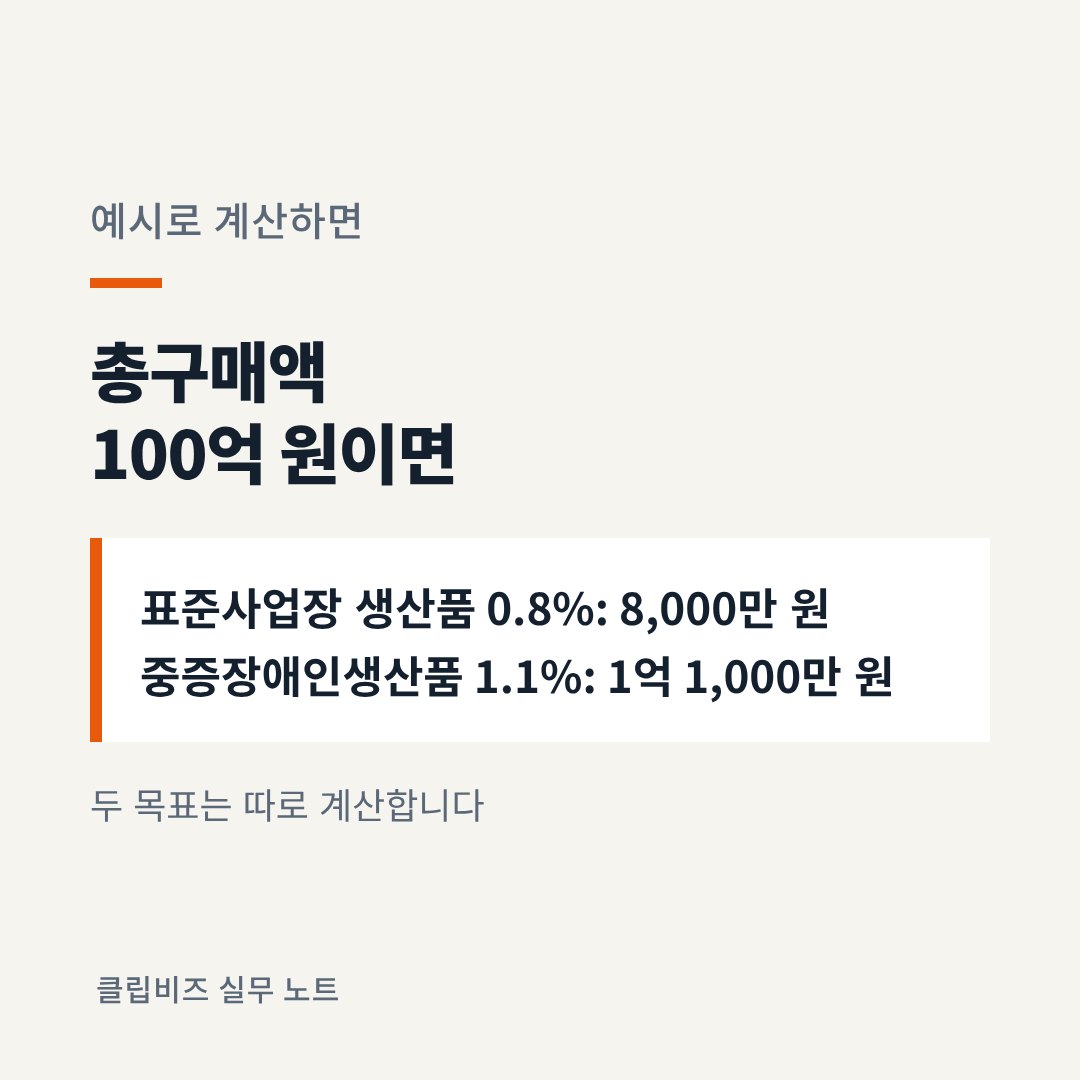 예시로 계산하면
총구매액
100억 원이면
표준사업장 생산품 0.8%: 8,000만 원
중증장애인생산품 1.1%: 1억 1,000만 원
두 목표는 따로 계산합니다
클립비즈 실무 노트